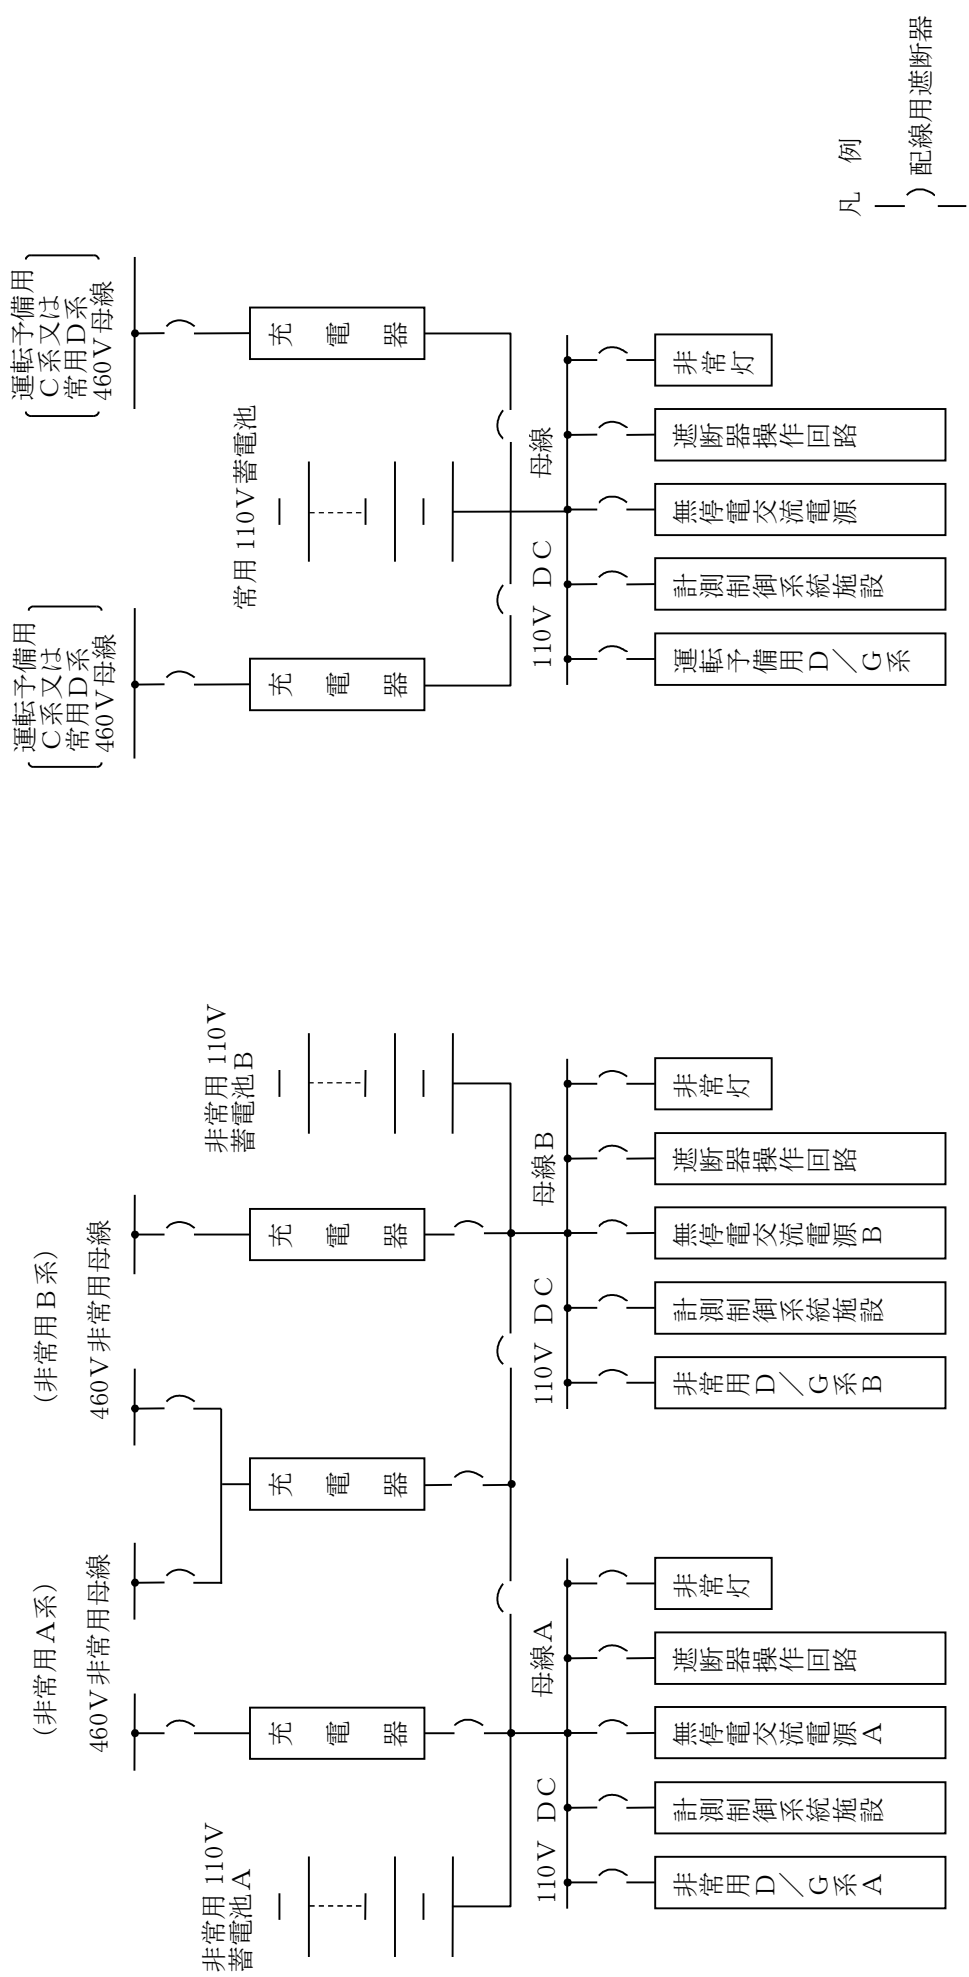 (非常用A系)
460V非常用母線
(非常用B系)
460V非常用母線
運転予備用
C系又は
常用D系
460V母線
運転予備用
C系又は
常用D系
460V母線
非常用110V
蓄電池A
充電器
充電器
充電器
非常用110V
蓄電池B
充電器
常用110V蓄電池
充電器
110V DC 母線A
110V DC 母線B
110V DC 母線
非常用D/G系A
計測制御系統施設
無停電交流電源A
遮断器操作回路
非常灯
非常用D/G系B
計測制御系統施設
無停電交流電源B
遮断器操作回路
非常灯
運転予備用D/G系
計測制御系統施設
無停電交流電源
遮断器操作回路
非常灯
凡例
配線用遮断器